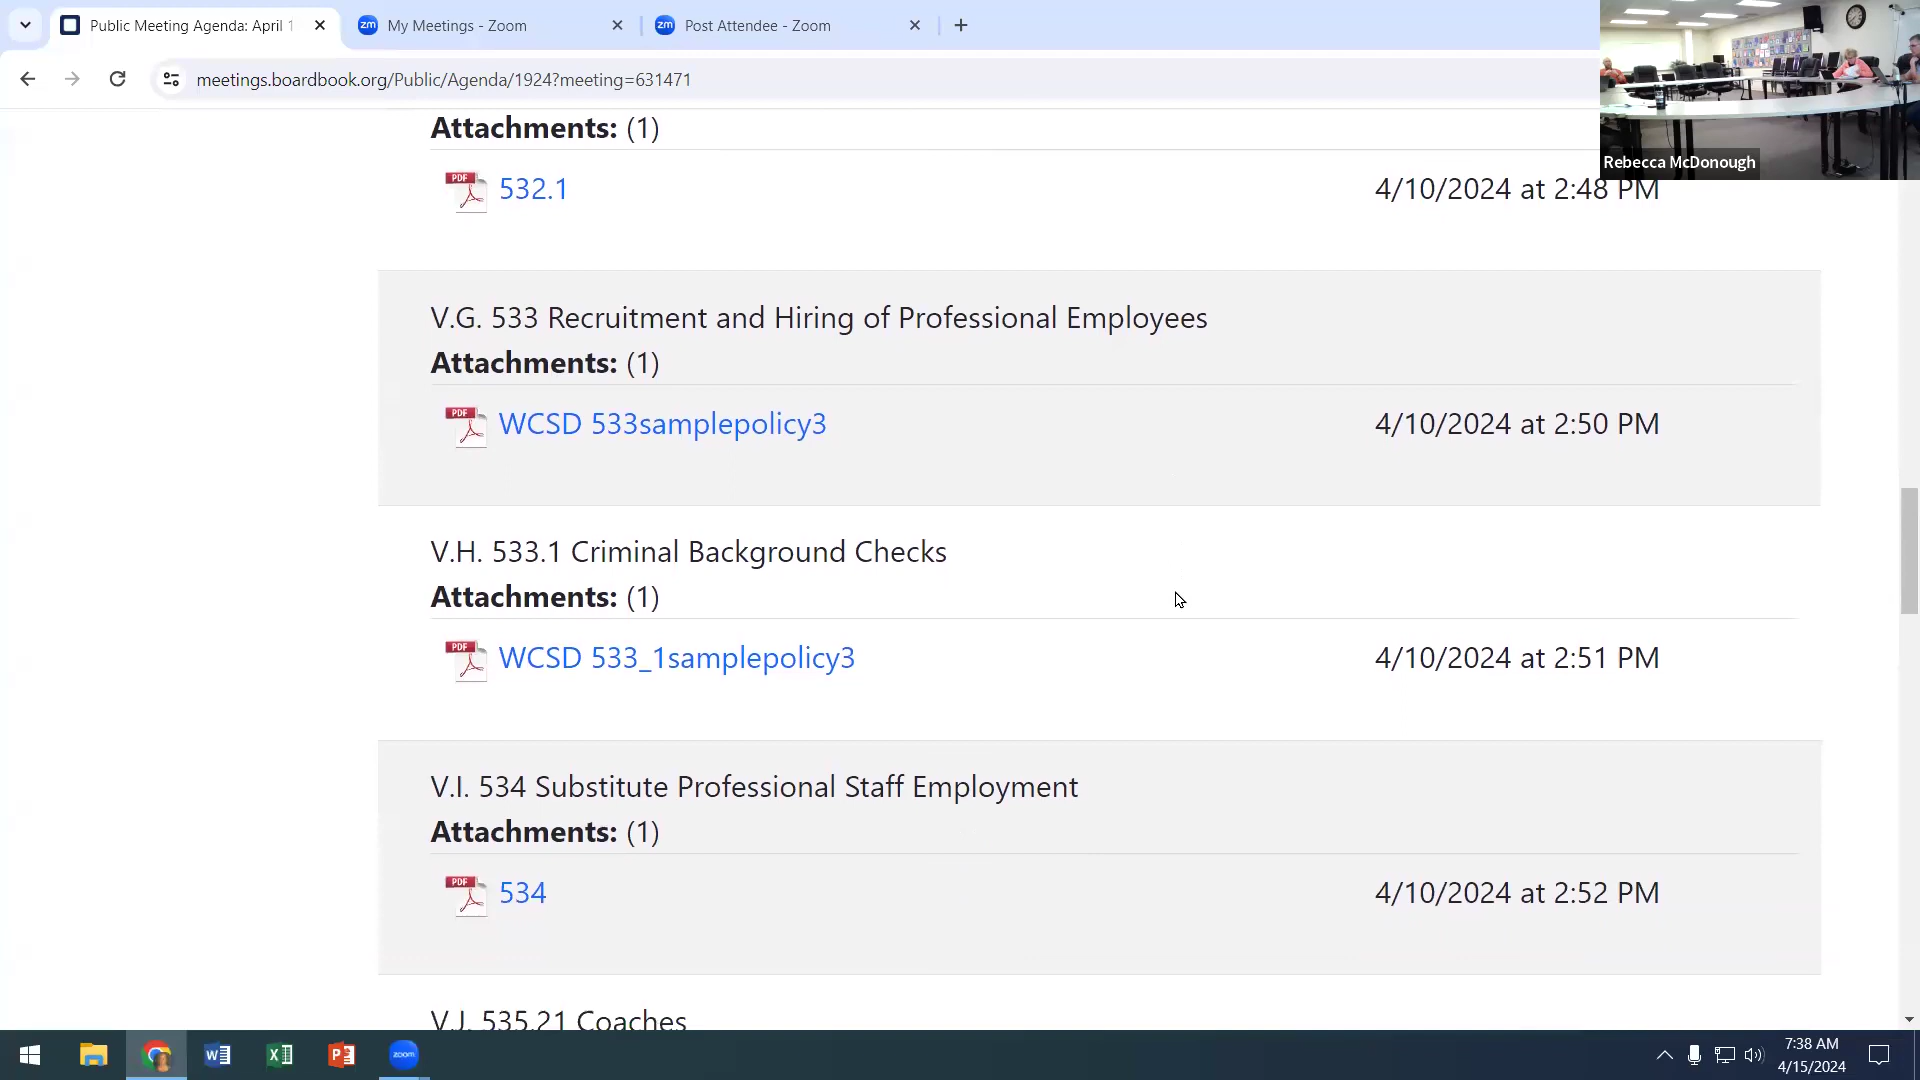 Public Meeting Agenda: April 1
My Meetings - Zoom
Post Attendee - Zoom
meetings.boardbook.org/Public/Agenda/1924?meeting=631471
Rebecca McDonough
Attachments: (1)
532.1
4/10/2024 at 2:48 PM
V.G. 533 Recruitment and Hiring of Professional Employees
Attachments: (1)
WCSD 533samplepolicy3
4/10/2024 at 2:50 PM
V.H. 533.1 Criminal Background Checks
Attachments: (1)
WCSD 533_1samplepolicy3
4/10/2024 at 2:51 PM
V.I. 534 Substitute Professional Staff Employment
Attachments: (1)
534
4/10/2024 at 2:52 PM
V.J. 535.21 Coaches
7:38 AM
4/15/2024